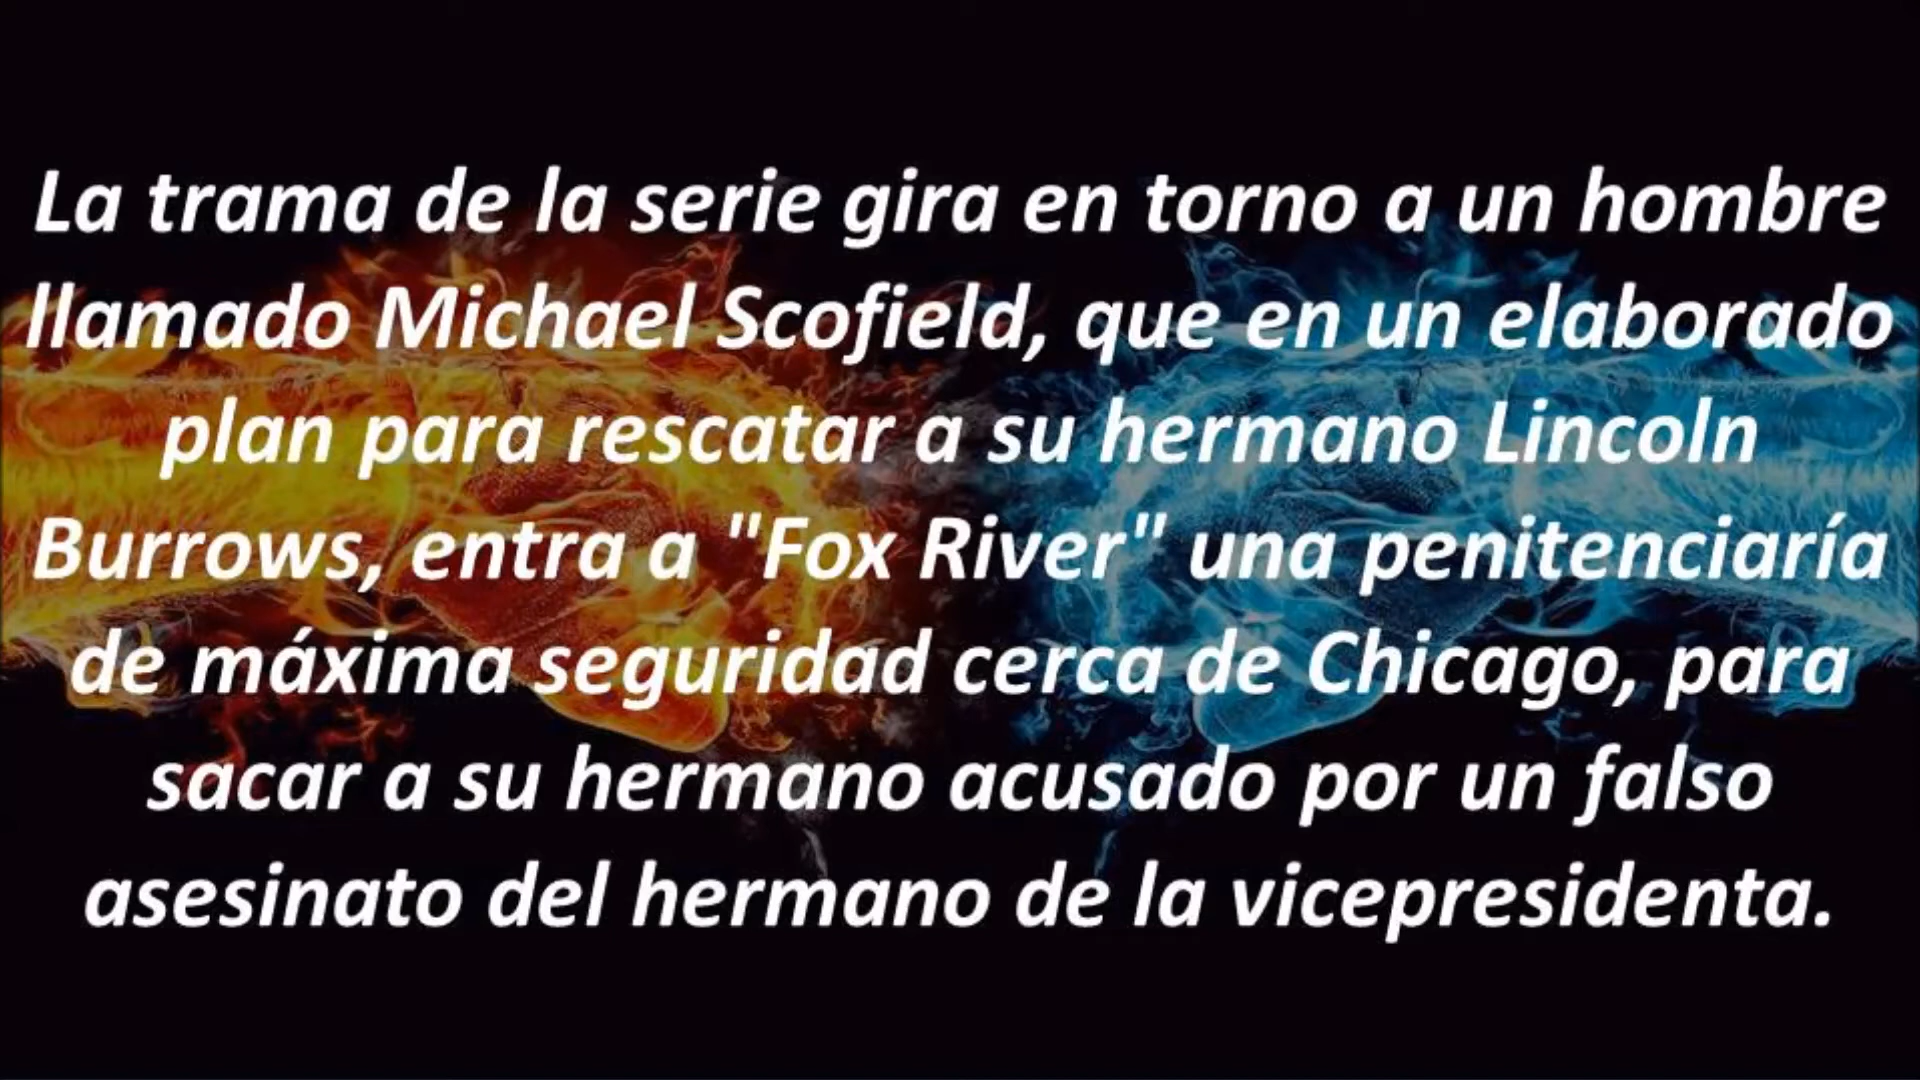 La trama de la serie gira en torno a un hombre
llamado Michael Scofield, que en un elaborado
plan para rescatar a su hermano Lincoln
Burrows, entra a "Fox River" una penitenciaría
de máxima seguridad cerca de Chicago, para
sacar a su hermano acusado por un falso
asesinato del hermano de la vicepresidenta.